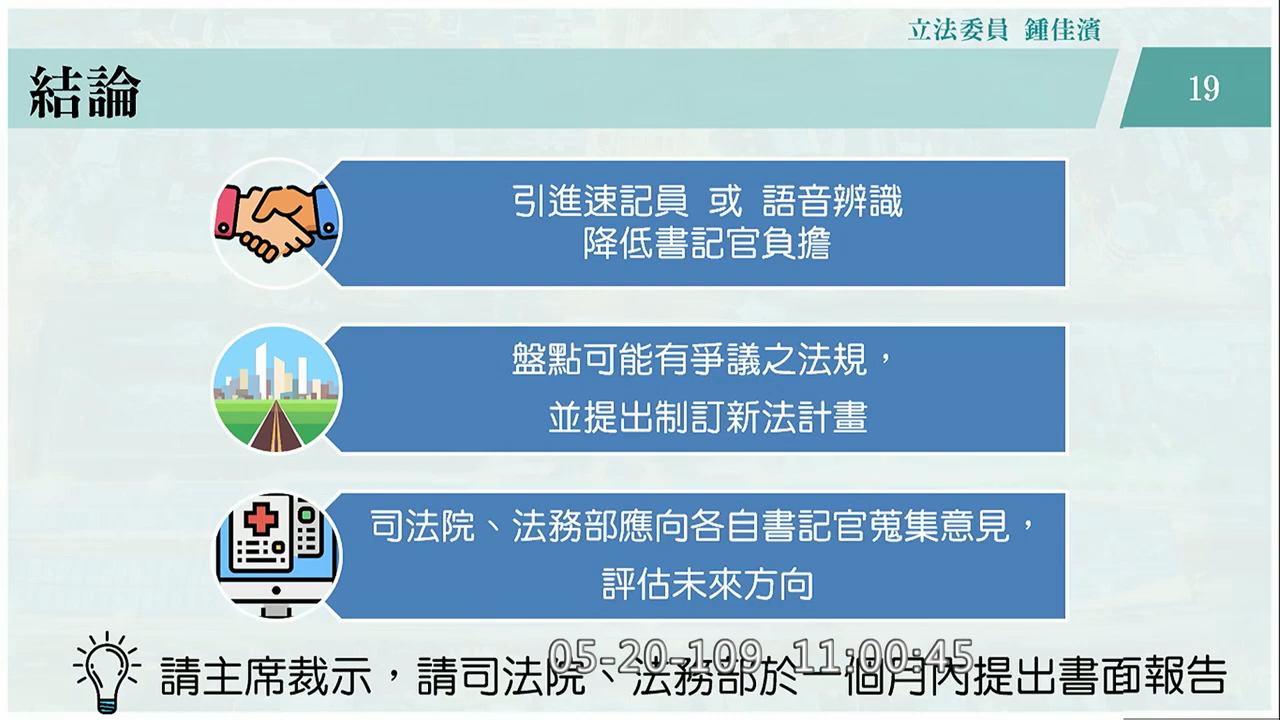 立法委員 鍾佳濱
結論
19
引進速記員 或 語音辨識
降低書記官負擔
盤點可能有爭議之法規，
並提出制訂新法計畫
司法院、法務部應向各自書記官蒐集意見，
評估未來方向
05-20-109 11:00:45
請主席裁示，請司法院、法務部於一個月內提出書面報告